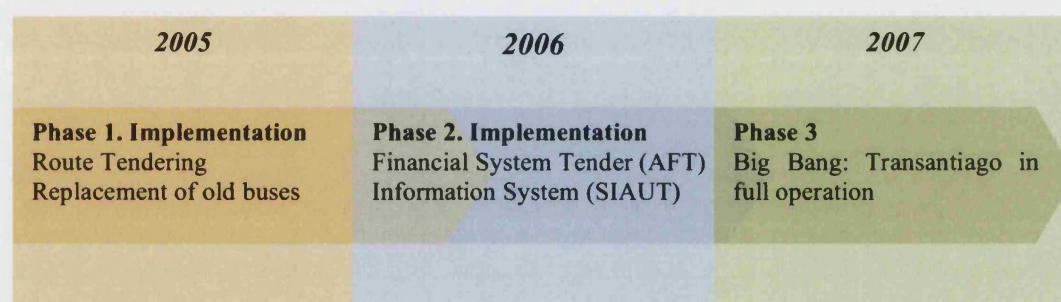 2005
2006
2007
Phase 1. Implementation
Route Tendering
Replacement of old buses
Phase 2. Implementation
Financial System Tender (AFT)
Information System (SIAUT)
Phase 3
Big Bang: Transantiago in
full operation